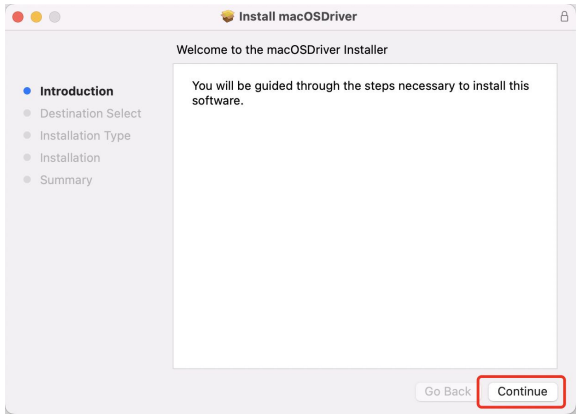 Install macOSDriver
Welcome to the macOSDriver Installer
Introduction
Destination Select
Installation Type
Installation
Summary
You will be guided through the steps necessary to install this
software.
Go Back
Continue